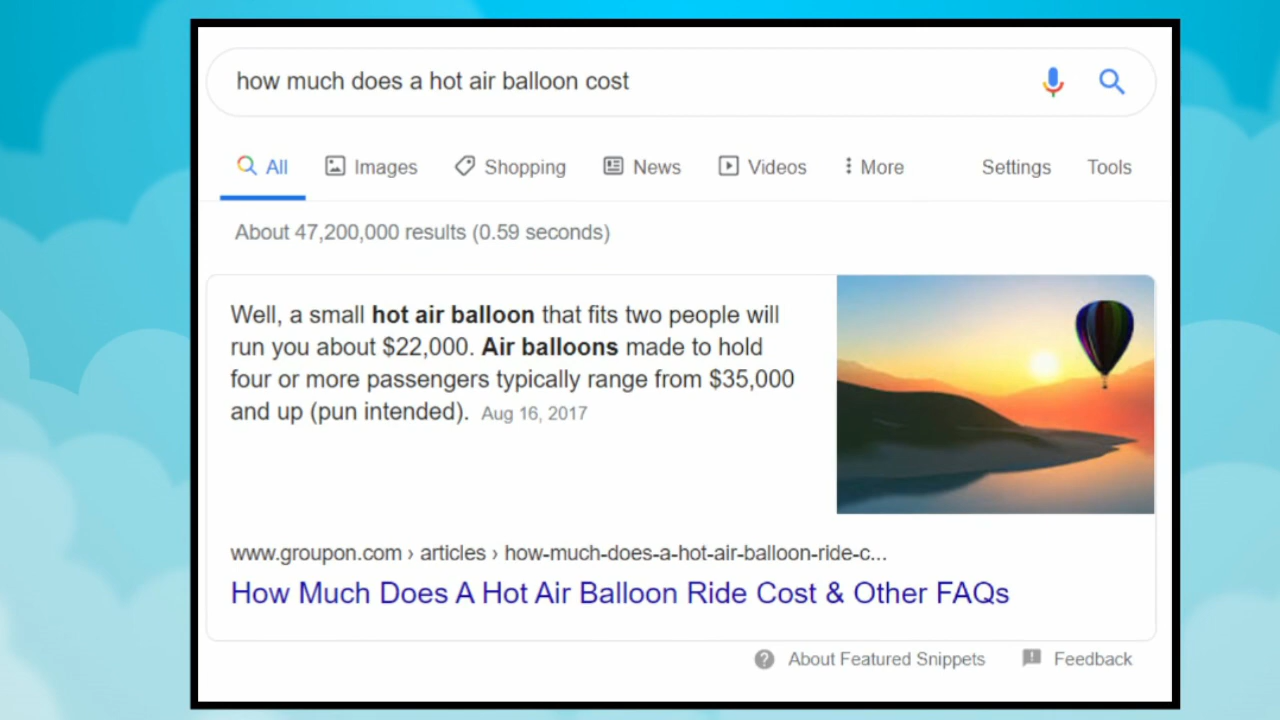 how much does a hot air balloon cost
All Images Shopping News Videos More Settings Tools
About 47,200,000 results (0.59 seconds)
Well, a small hot air balloon that fits two people will
run you about $22,000. Air balloons made to hold
four or more passengers typically range from $35,000
and up (pun intended). Aug 16, 2017
www.groupon.com › articles › how-much-does-a-hot-air-balloon-ride-c...
How Much Does A Hot Air Balloon Ride Cost & Other FAQs
About Featured Snippets Feedback